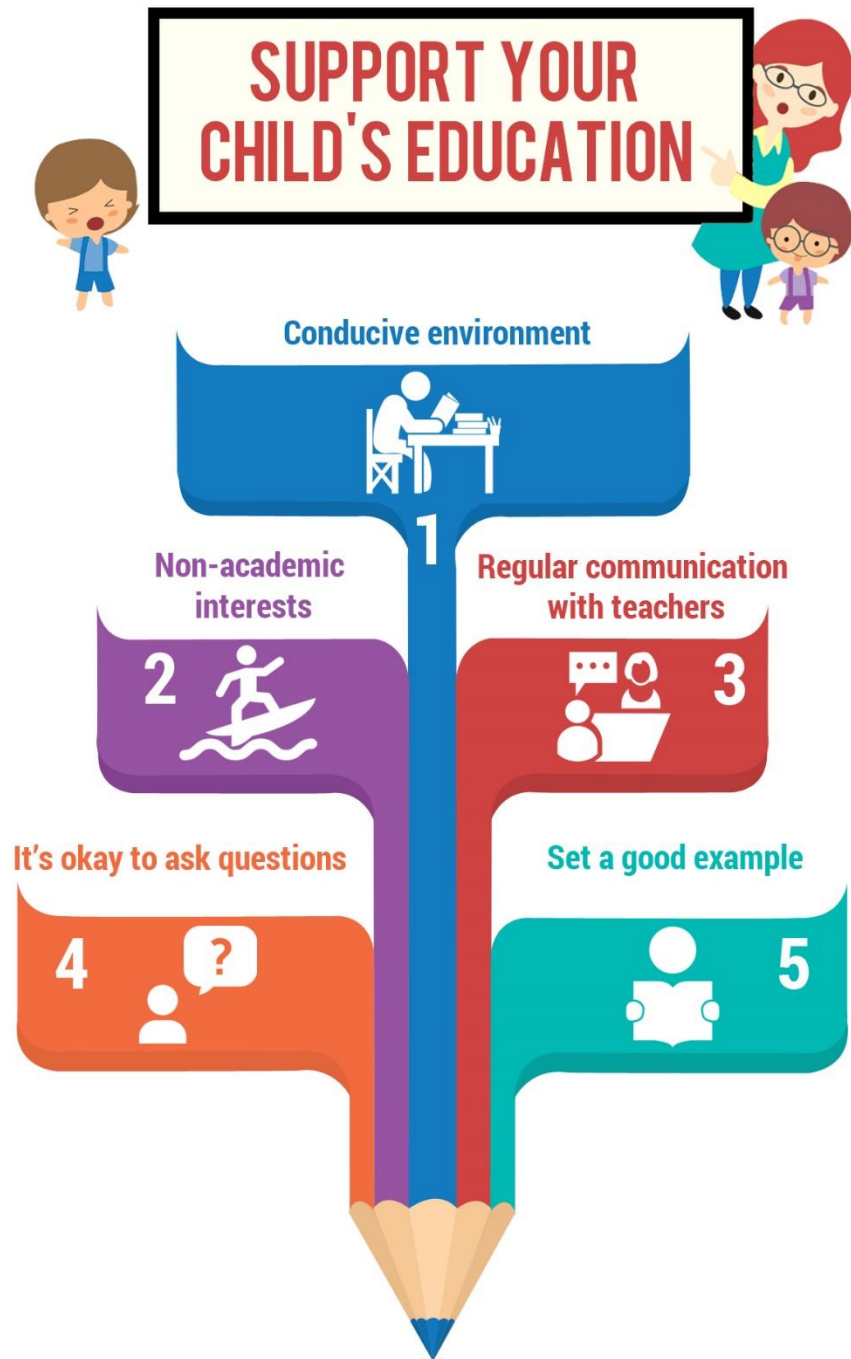 SUPPORT YOUR
CHILD'S EDUCATION
Conducive environment
1
Non-academic
interests
2
Regular communication
with teachers
3
It's okay to ask questions
4
?
Set a good example
5